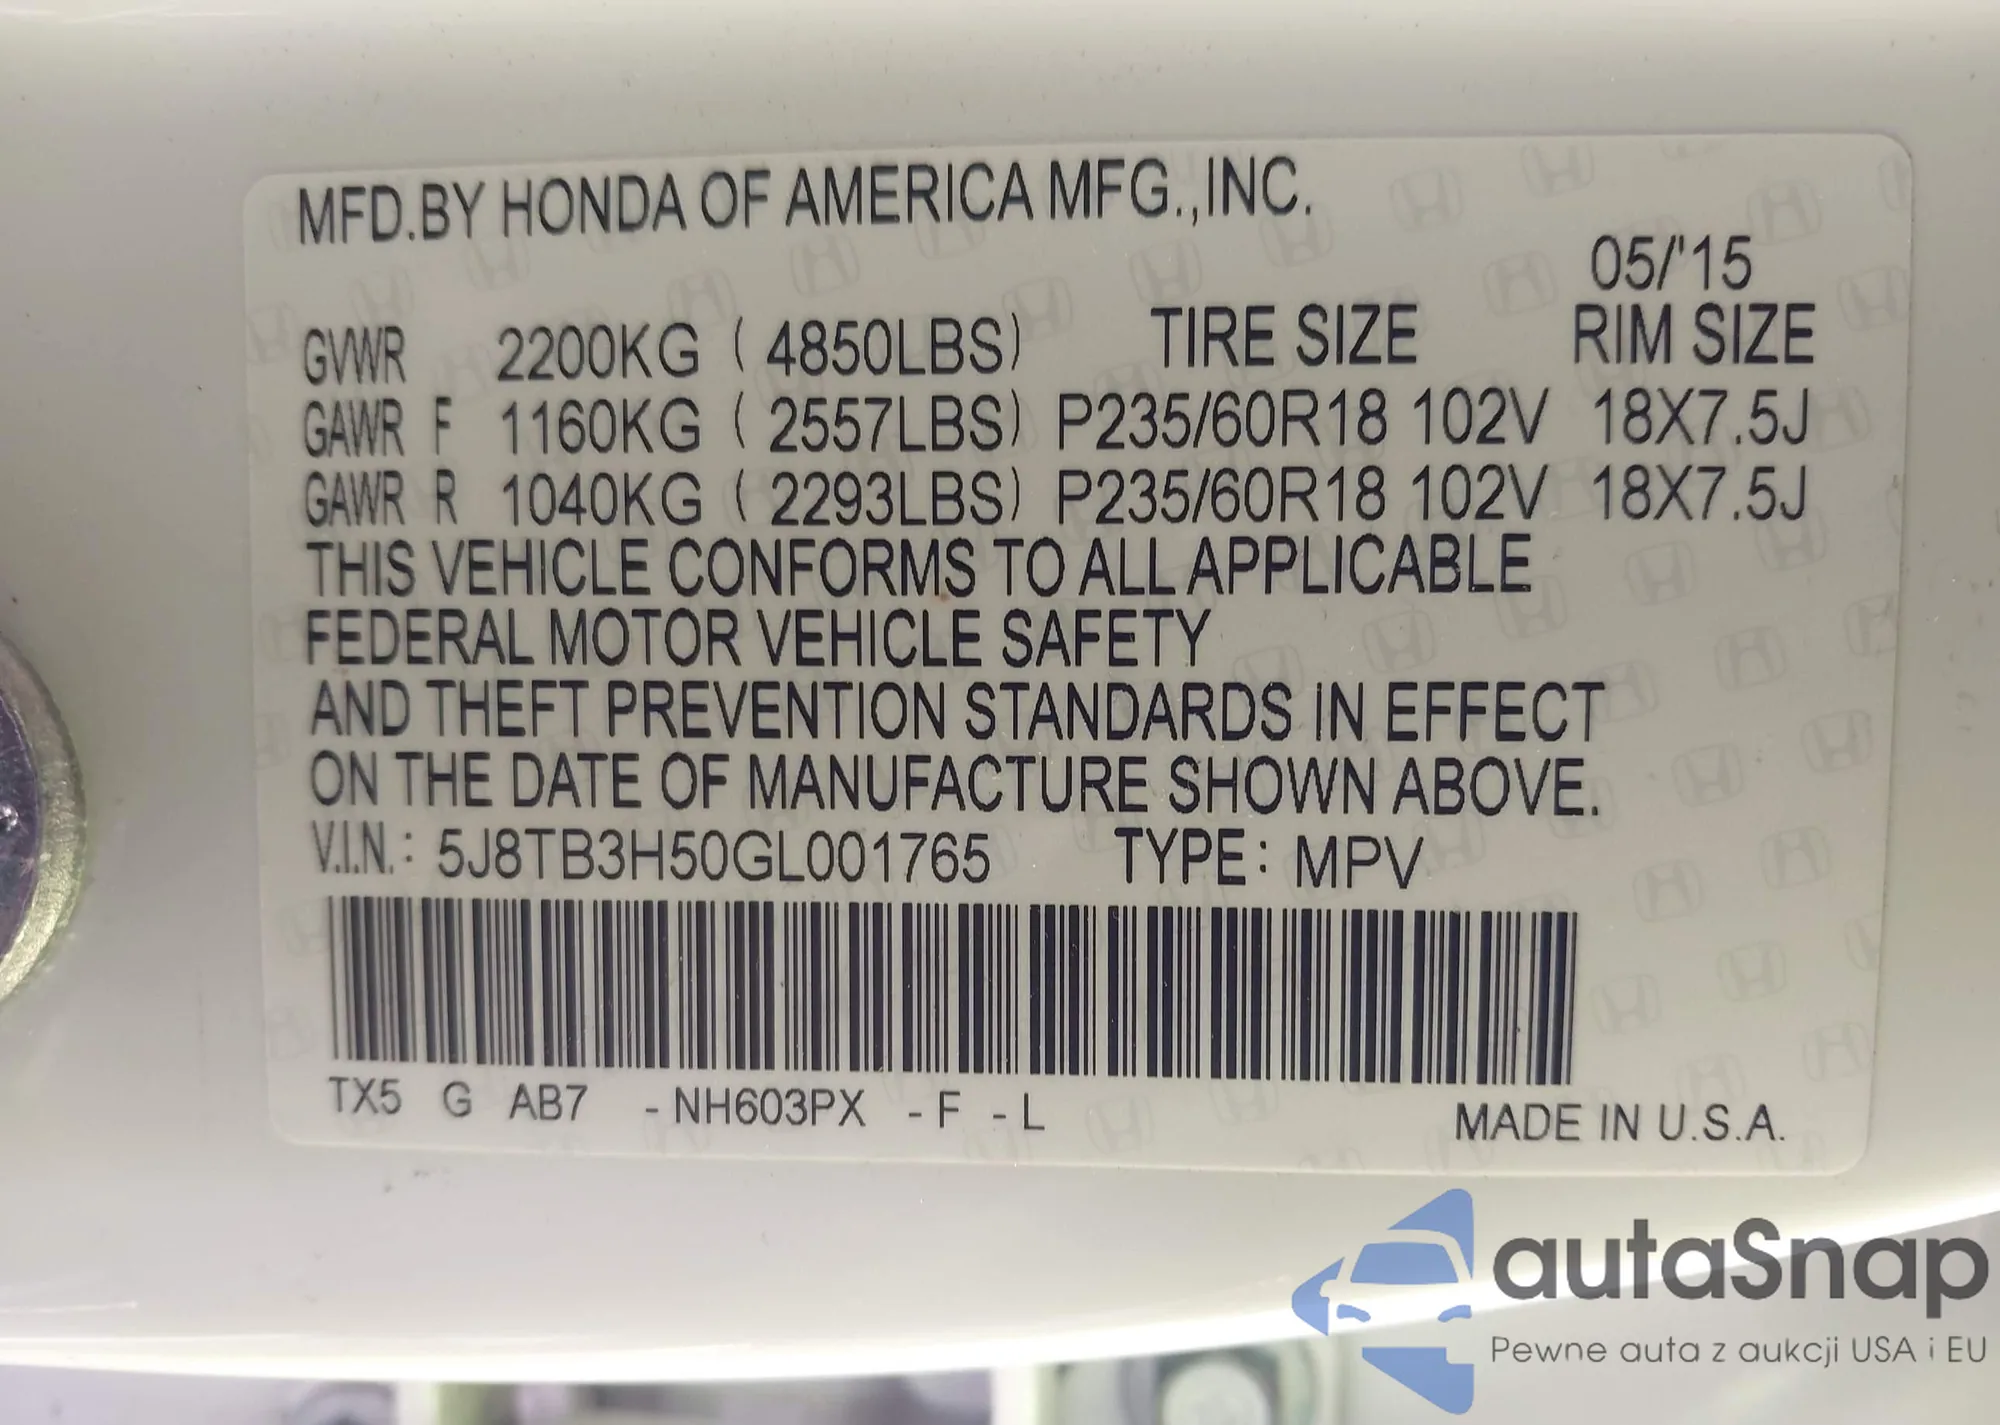 MFD.BY HONDA OF AMERICA MFG.,INC.
05/'15
GVWR 2200KG ( 4850LBS) TIRE SIZE RIM SIZE
GAWR F 1160KG ( 2557LBS) P235/60R18 102V 18X7.5J
GAWR R 1040KG ( 2293LBS) P235/60R18 102V 18X7.5J
THIS VEHICLE CONFORMS TO ALL APPLICABLE
FEDERAL MOTOR VEHICLE SAFETY
AND THEFT PREVENTION STANDARDS IN EFFECT
ON THE DATE OF MANUFACTURE SHOWN ABOVE.
V.I.N.: 5J8TB3H50GL001765 TYPE: MPV
TX5 G AB7 -NH603PX -F -L
MADE IN U.S.A.
autaSnap
Pewne auta z aukcji USA i EU